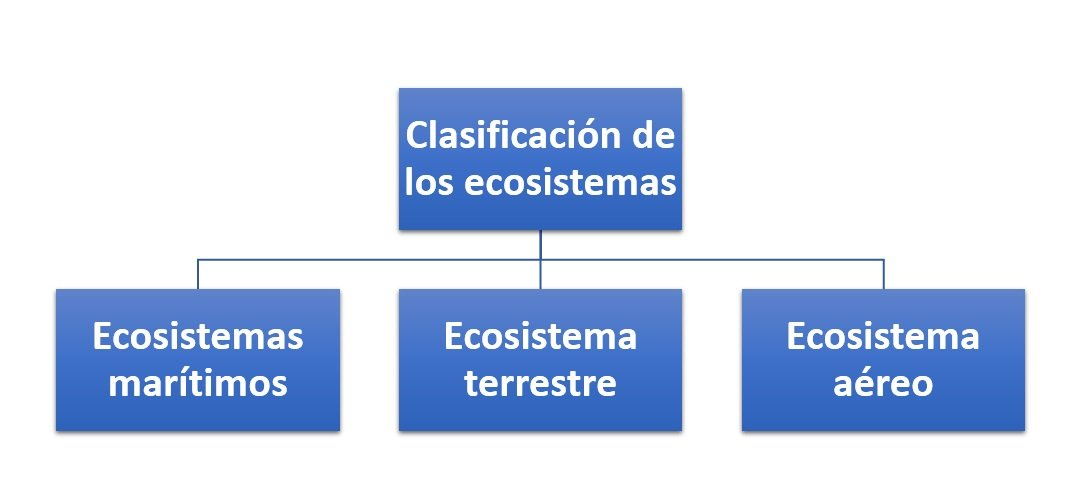 Clasificación de
los ecosistemas
Ecosistemas
marítimos
Ecosistema
terrestre
Ecosistema
aéreo